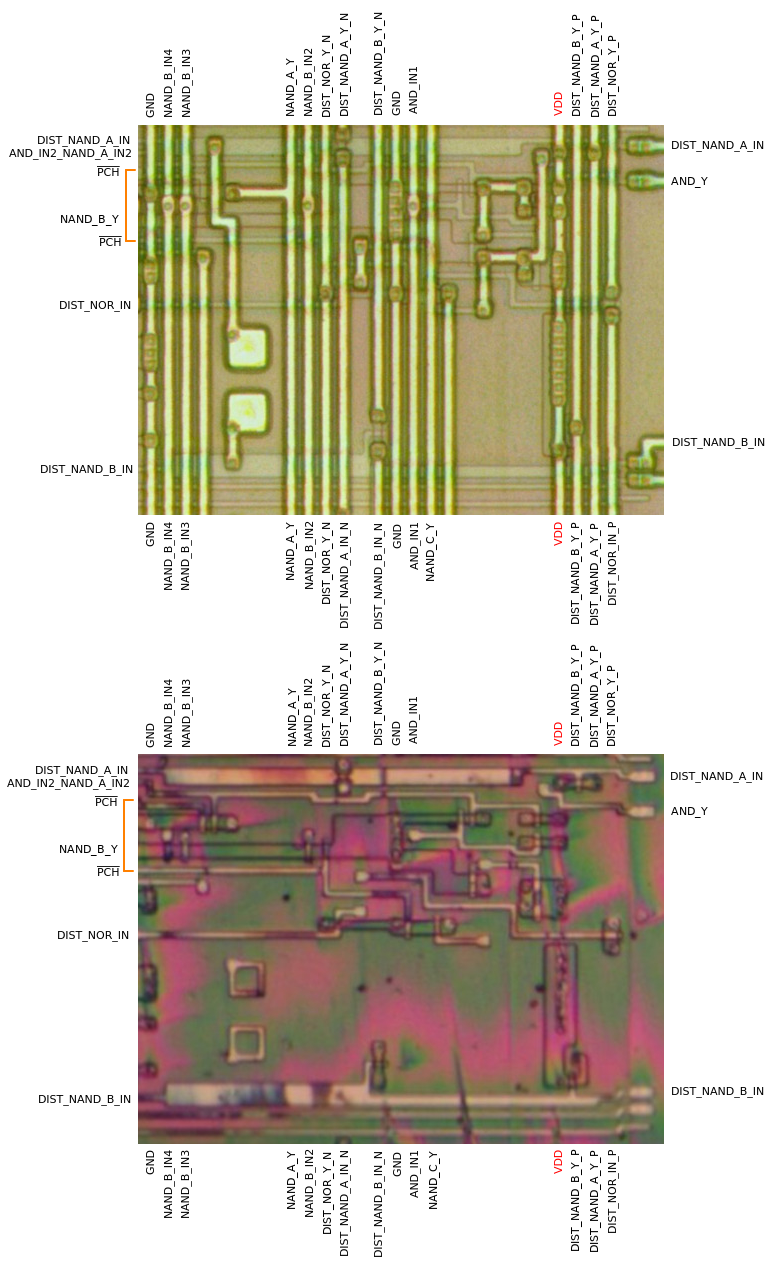 GND
NAND_B_IN4
NAND_B_IN3
NAND_A_Y
NAND_B_IN2
DIST_NOR_Y_N
DIST_NAND_A_Y_N
DIST_NAND_B_Y_N
GND
AND_IN1
VDD
DIST_NAND_B_Y_P
DIST_NAND_A_Y_P
DIST_NOR_Y_P
DIST_NAND_A_IN
AND_IN2_NAND_A_IN2
PCH
NAND_B_Y
PCH
DIST_NOR_IN
DIST_NAND_B_IN
DIST_NAND_A_IN
AND_Y
DIST_NAND_B_IN
GND
NAND_B_IN4
NAND_B_IN3
NAND_A_Y
NAND_B_IN2
DIST_NOR_Y_N
DIST_NAND_A_IN_N
DIST_NAND_B_IN_N
GND
AND_IN1
NAND_C_Y
VDD
DIST_NAND_B_Y_P
DIST_NAND_A_Y_P
DIST_NOR_IN_P
GND
NAND_B_IN4
NAND_B_IN3
NAND_A_Y
NAND_B_IN2
DIST_NOR_Y_N
DIST_NAND_A_Y_N
DIST_NAND_B_Y_N
GND
AND_IN1
VDD
DIST_NAND_B_Y_P
DIST_NAND_A_Y_P
DIST_NOR_Y_P
DIST_NAND_A_IN
AND_IN2_NAND_A_IN2
PCH
NAND_B_Y
PCH
DIST_NOR_IN
DIST_NAND_B_IN
DIST_NAND_A_IN
AND_Y
DIST_NAND_B_IN
GND
NAND_B_IN4
NAND_B_IN3
NAND_A_Y
NAND_B_IN2
DIST_NOR_Y_N
DIST_NAND_A_IN_N
DIST_NAND_B_IN_N
GND
AND_IN1
NAND_C_Y
VDD
DIST_NAND_B_Y_P
DIST_NAND_A_Y_P
DIST_NOR_IN_P